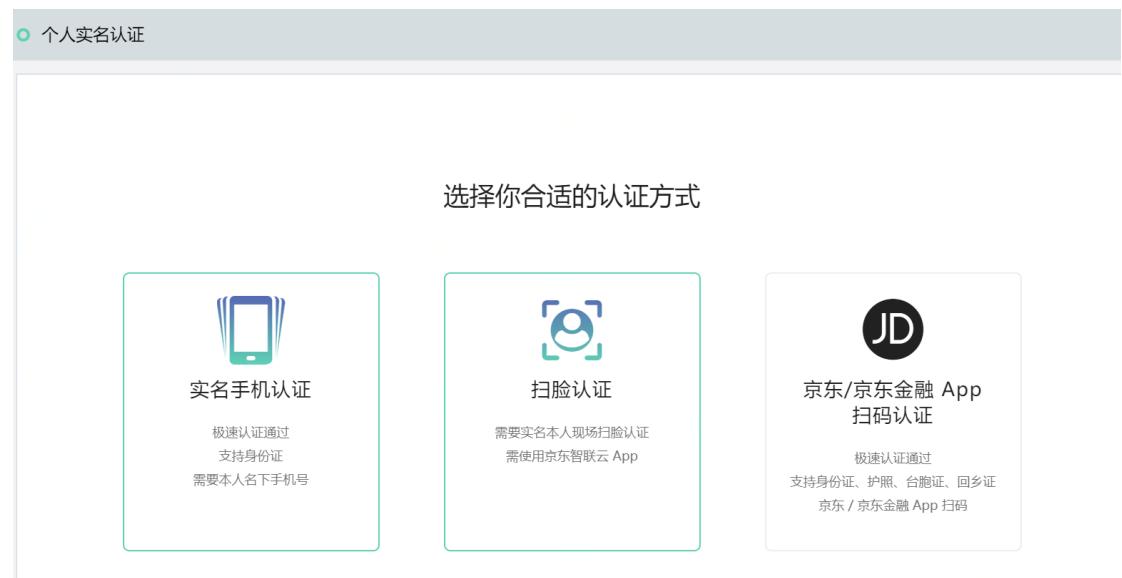 个人实名认证
选择你合适的认证方式
实名手机认证
极速认证通过
支持身份证
需要本人名下手机号
扫脸认证
需要实名本人现场扫脸认证
需使用京东智联云 App
JD
京东/京东金融 App
扫码认证
极速认证通过
支持身份证、护照、台胞证、回乡证
京东 / 京东金融 App 扫码